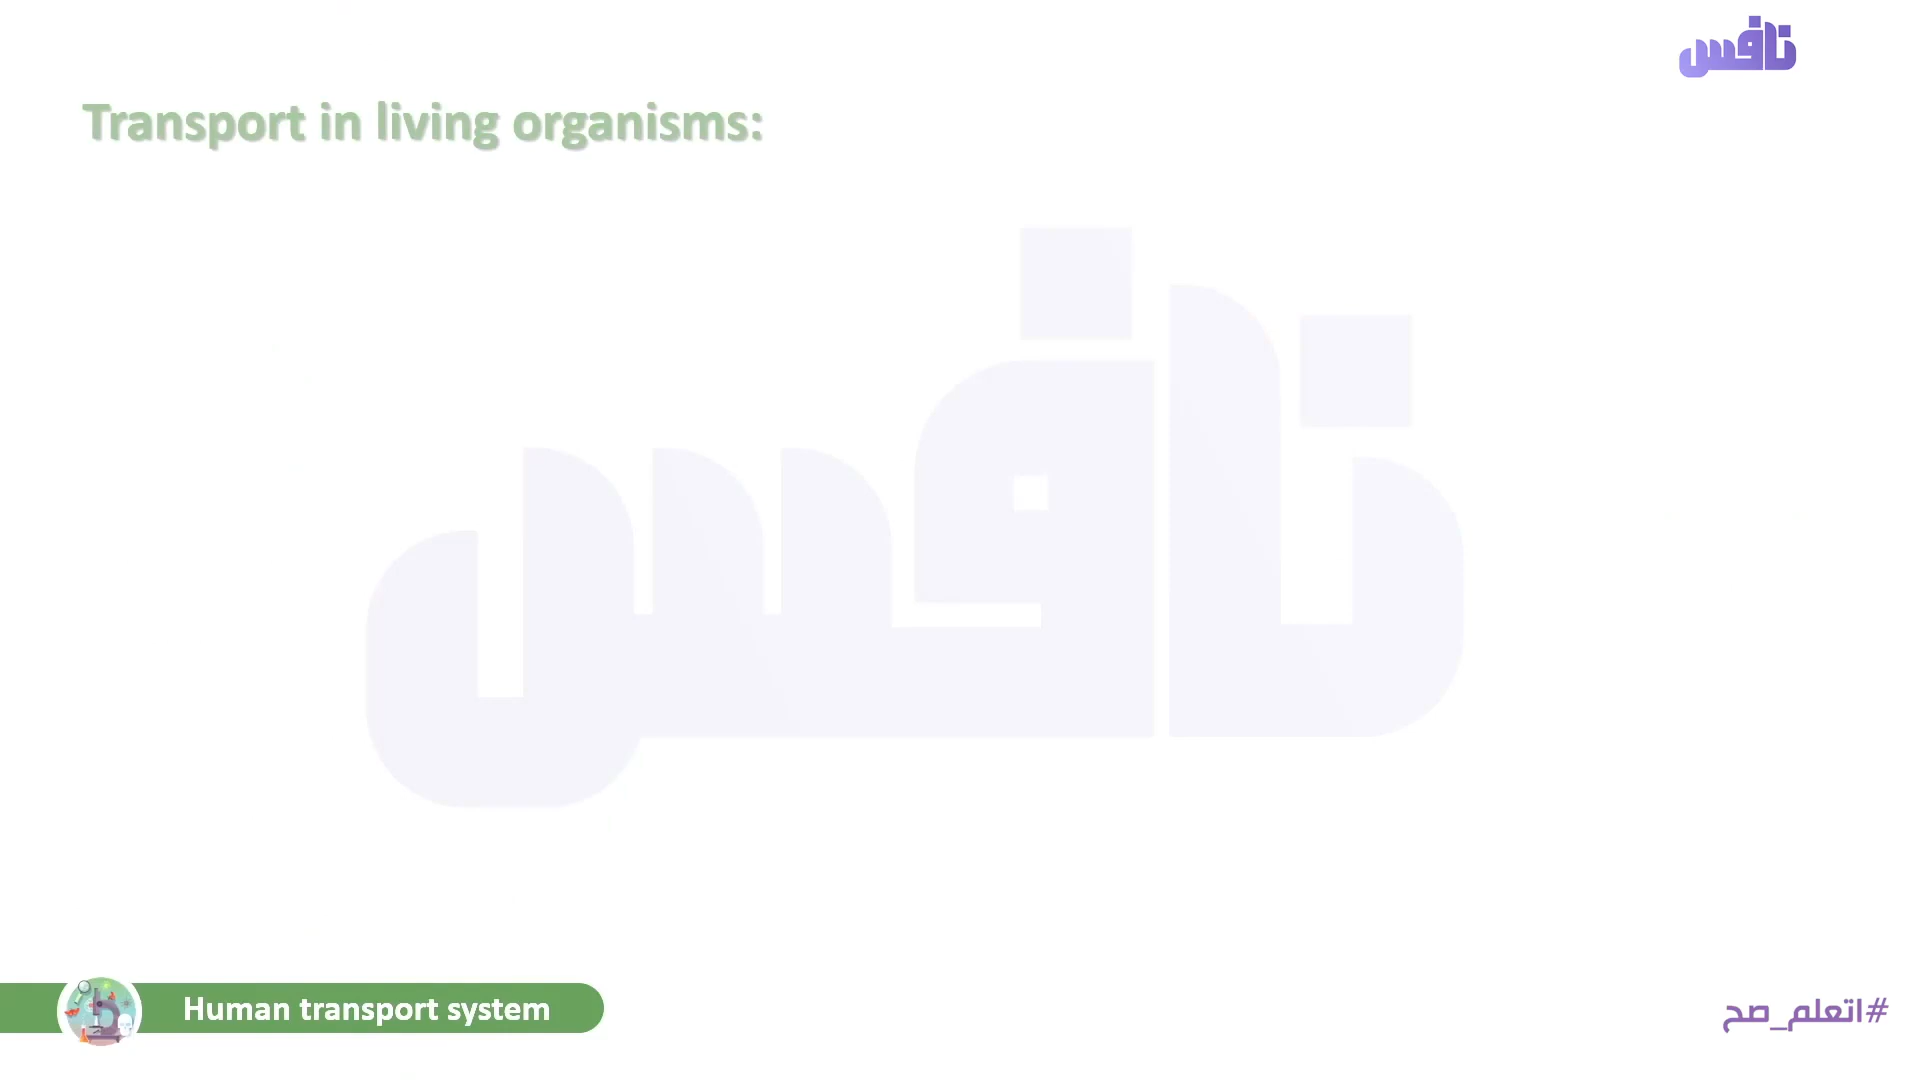 نافس
Transport in living organisms:
نافس
Human transport system
#اتعلم_صح